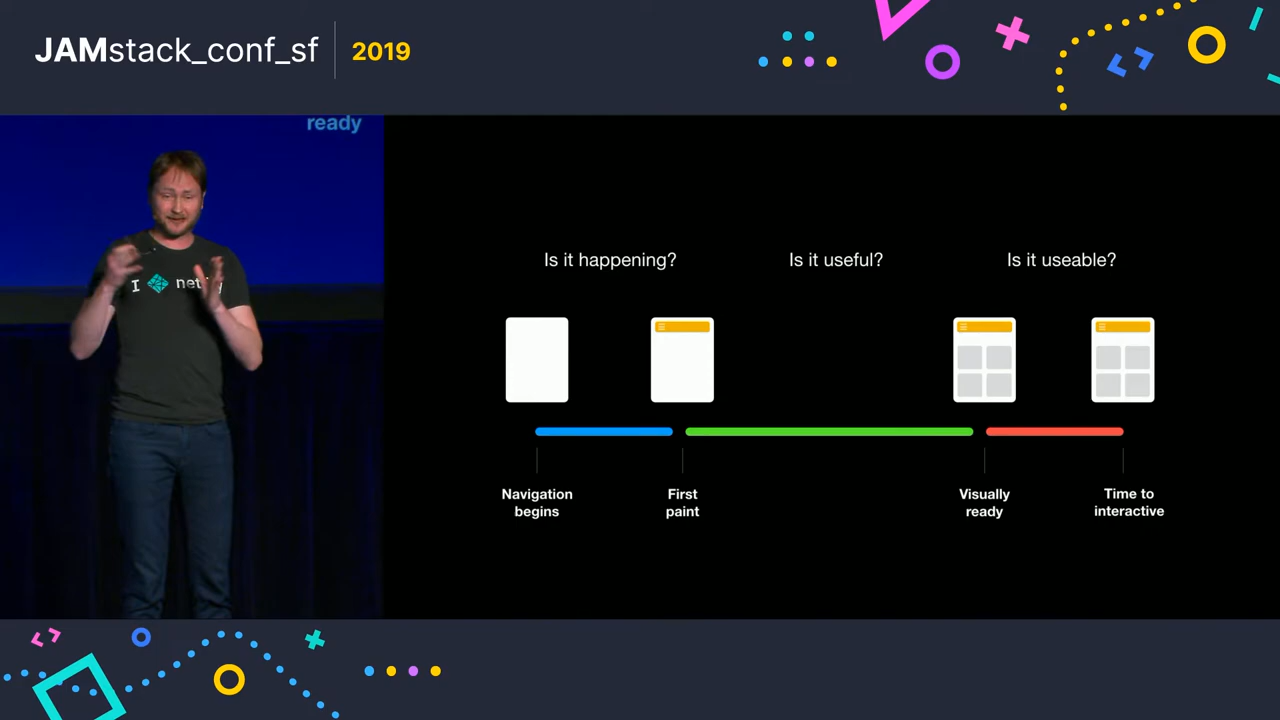 JAMstack_conf_sf 2019
ready
I netlify
Is it happening? Is it useful? Is it useable?
Navigation begins
First paint
Visually ready
Time to interactive